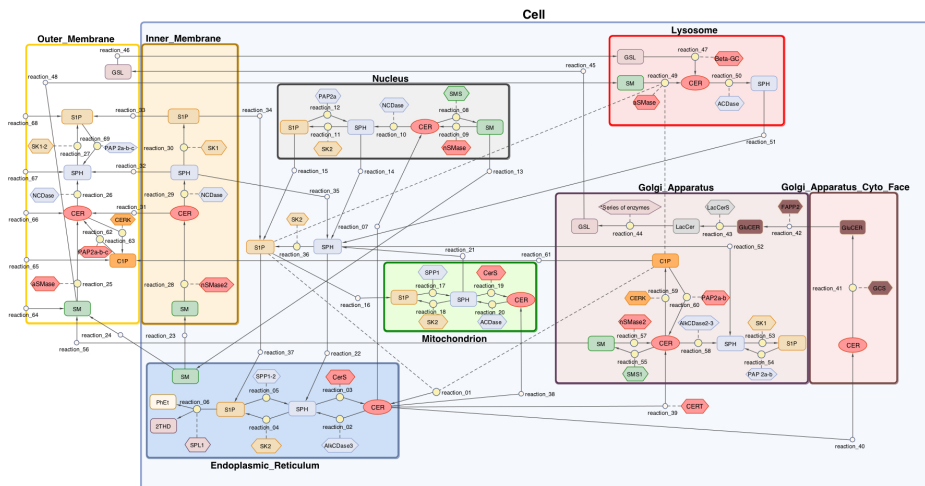 Cell
Outer_Membrane
Inner_Membrane
Lysosome
reaction_46
GSL
reaction_45
reaction_48
GSL
reaction_47
Beta-GC
SM
reaction_49
CER
reaction_50
SPH
aSMase
ACDase
reaction_51
Nucleus
PAP2a
reaction_12
NCDase
SMS
reaction_08
S1P
SPH
CER
SM
reaction_11
reaction_10
reaction_09
SK2
nSMase
reaction_15
reaction_14
reaction_13
reaction_33
reaction_34
S1P
S1P
reaction_68
SK1-2
reaction_69
PAP 2a-b-c
reaction_27
reaction_30
SK1
reaction_32
reaction_67
SPH
SPH
NCDase
reaction_26
reaction_29
NCDase
reaction_35
reaction_31
reaction_66
CER
CERK
CER
reaction_62
reaction_63
PAP2a-b-c
reaction_65
C1P
aSMase
reaction_25
reaction_28
nSMase2
reaction_64
SM
SM
reaction_24
reaction_23
reaction_56
S1P
SK2
reaction_36
SPH
reaction_07
reaction_21
reaction_61
reaction_52
reaction_16
SPP1
reaction_17
CerS
reaction_19
S1P
SPH
CER
reaction_18
reaction_20
SK2
ACDase
Mitochondrion
Golgi_Apparatus
Golgi_Apparatus_Cyto_Face
Series of enzymes
LacCerS
FAPP2
GSL
reaction_44
LacCer
reaction_43
GluCER
reaction_42
GluCER
C1P
CERK
reaction_59
PAP2a-b
reaction_60
reaction_41
GCS
nSMase2
reaction_57
AlkCDase2-3
SK1
reaction_53
SM
CER
reaction_58
SPH
S1P
CER
reaction_55
reaction_54
SMS1
PAP 2a-b
reaction_37
reaction_22
reaction_01
reaction_38
CERT
reaction_39
reaction_40
SM
PhEt
reaction_06
SPP1-2
reaction_05
CerS
reaction_03
S1P
SPH
CER
2THD
reaction_04
reaction_02
SPL1
SK2
AlkCDase3
Endoplasmic_Reticulum